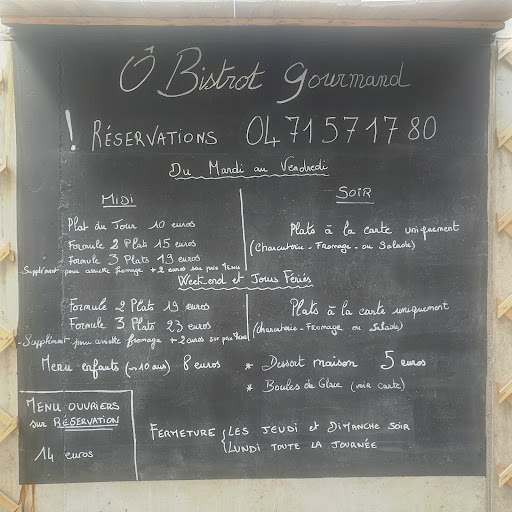 Ô Bistrot Gourmand
! RÉSERVATIONS 04 71 57 17 80
Du Mardi au Vendredi
MIDI
Plat du Jour 10 euros
Formule 2 Plats 15 euros
Formule 3 Plats 19 euros
Supplément pour assiette fromage + 2 euros sur prix MENU
SOIR
Plats à la carte uniquement
(Charcuterie - Fromage - ou Salade)
Week-end et Jours Fériés
Formule 2 Plats 19 euros
Formule 3 Plats 23 euros
Supplément pour assiette fromage + 2 euros sur prix Menu
Plats à la carte uniquement
(Charcuterie - Fromage ou Salade)
Menu enfants (-10 ans) 8 euros
* Dessert maison 5 euros
* Boules de Glace (voir carte)
MENU OUVRIERS
sur RÉSERVATION
14 euros
FERMETURE { LES JEUDI et DIMANCHE SOIR
LUNDI TOUTE LA JOURNÉE